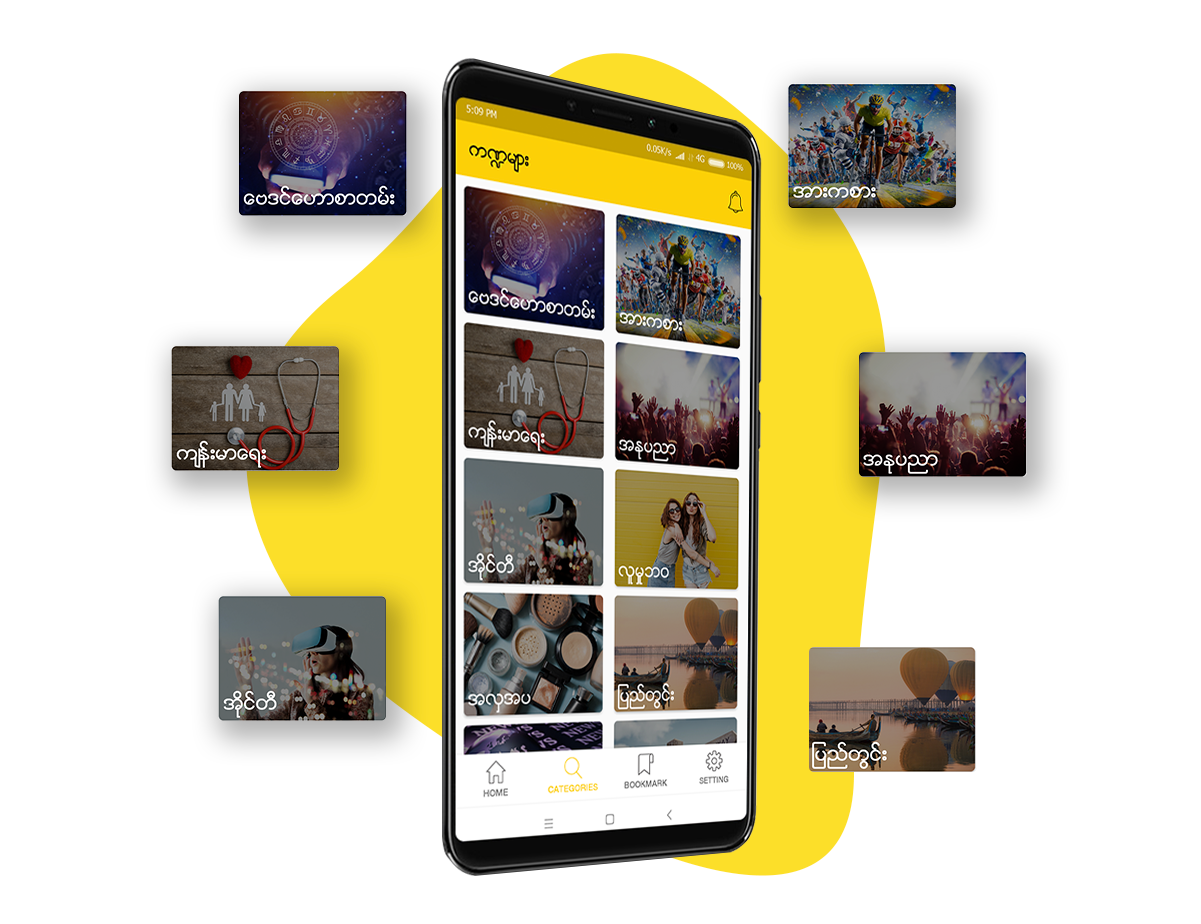 5:09 PM
0.05K/s 4G 100%
ကဏ္ဍများ
ဗေဒင်ဟောစာတမ်း
အားကစား
ကျန်းမာရေး
အနုပညာ
အိုင်တီ
လူမှုဘဝ
အလှအပ
ပြည်တွင်း
NEWS
HOME
CATEGORIES
BOOKMARK
SETTING
ဗေဒင်ဟောစာတမ်း
အားကစား
ကျန်းမာရေး
အနုပညာ
အိုင်တီ
ပြည်တွင်း